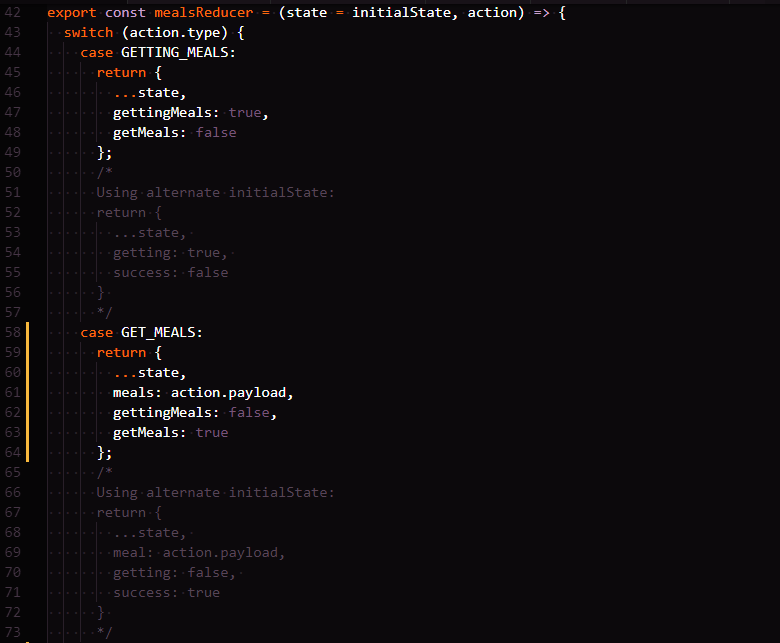 42 export const mealsReducer = (state = initialState, action) => {
43 switch (action.type) {
44 case GETTING_MEALS:
45 return {
46 ...state,
47 gettingMeals: true,
48 getMeals: false
49 };
50 /*
51 Using alternate initialState:
52 return {
53 ...state,
54 getting: true,
55 success: false
56 }
57 */
58 case GET_MEALS:
59 return {
60 ...state,
61 meals: action.payload,
62 gettingMeals: false,
63 getMeals: true
64 };
65 /*
66 Using alternate initialState:
67 return {
68 ...state,
69 meal: action.payload,
70 getting: false,
71 success: true
72 }
73 */